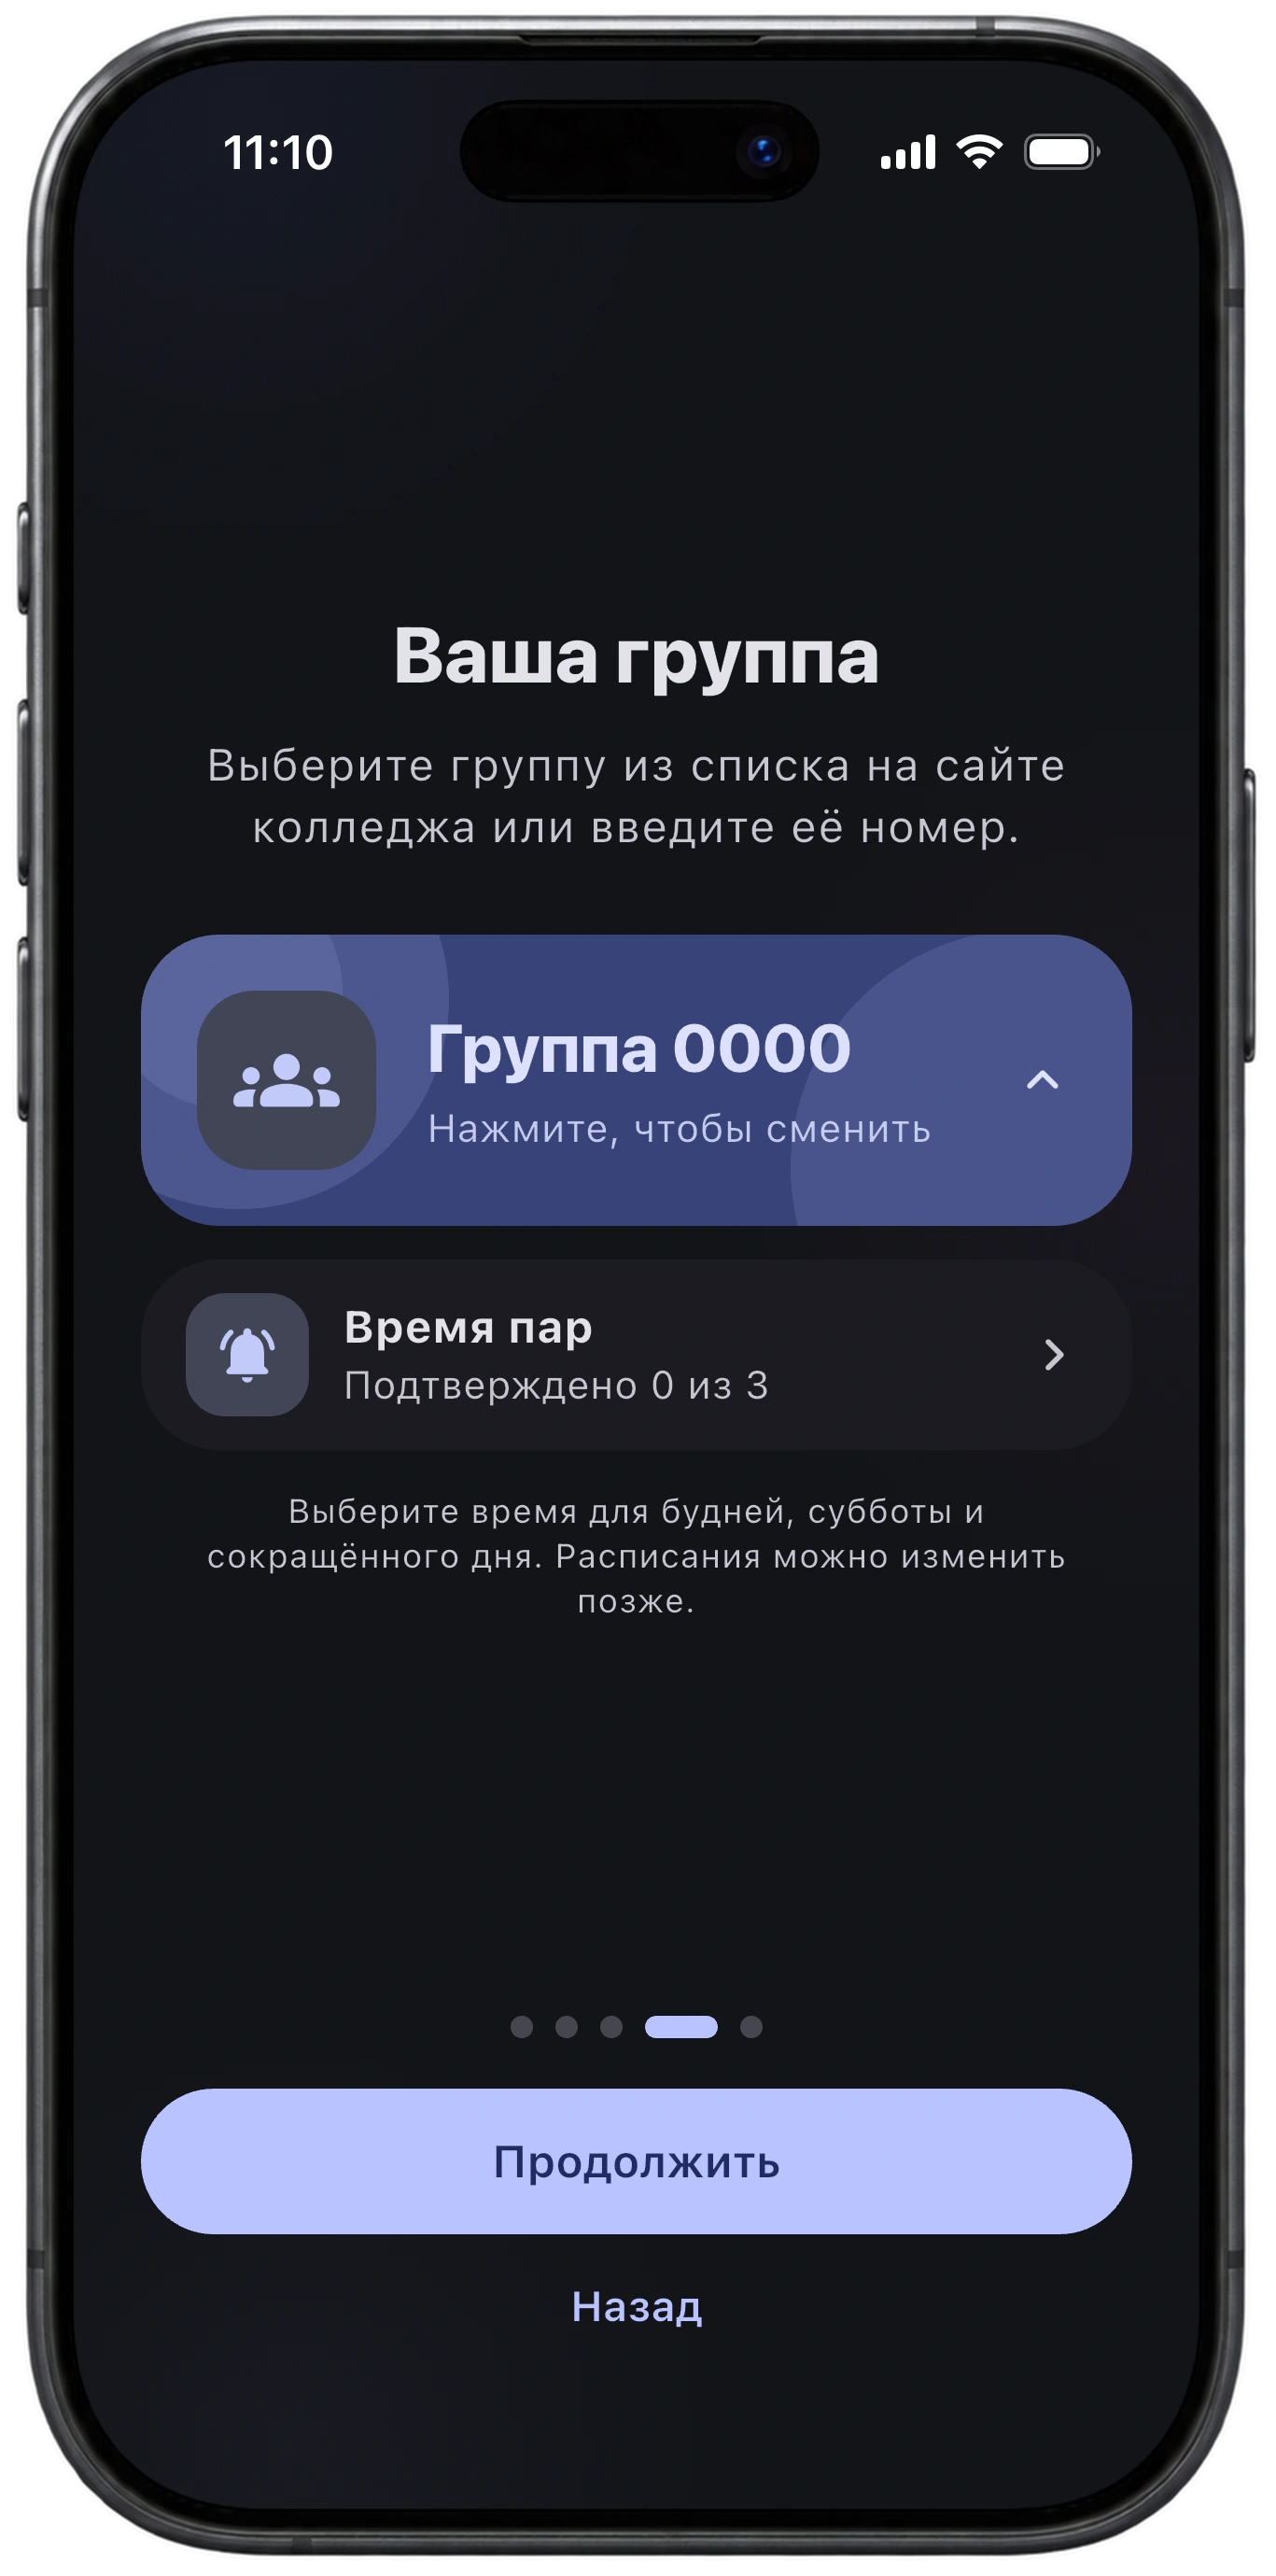 11:10
Ваша группа
Выберите группу из списка на сайте
колледжа или введите её номер.
Группа 0000
Нажмите, чтобы сменить
Время пар
Подтверждено 0 из 3
Выберите время для будней, субботы и
сокращённого дня. Расписания можно изменить
позже.
Продолжить
Назад